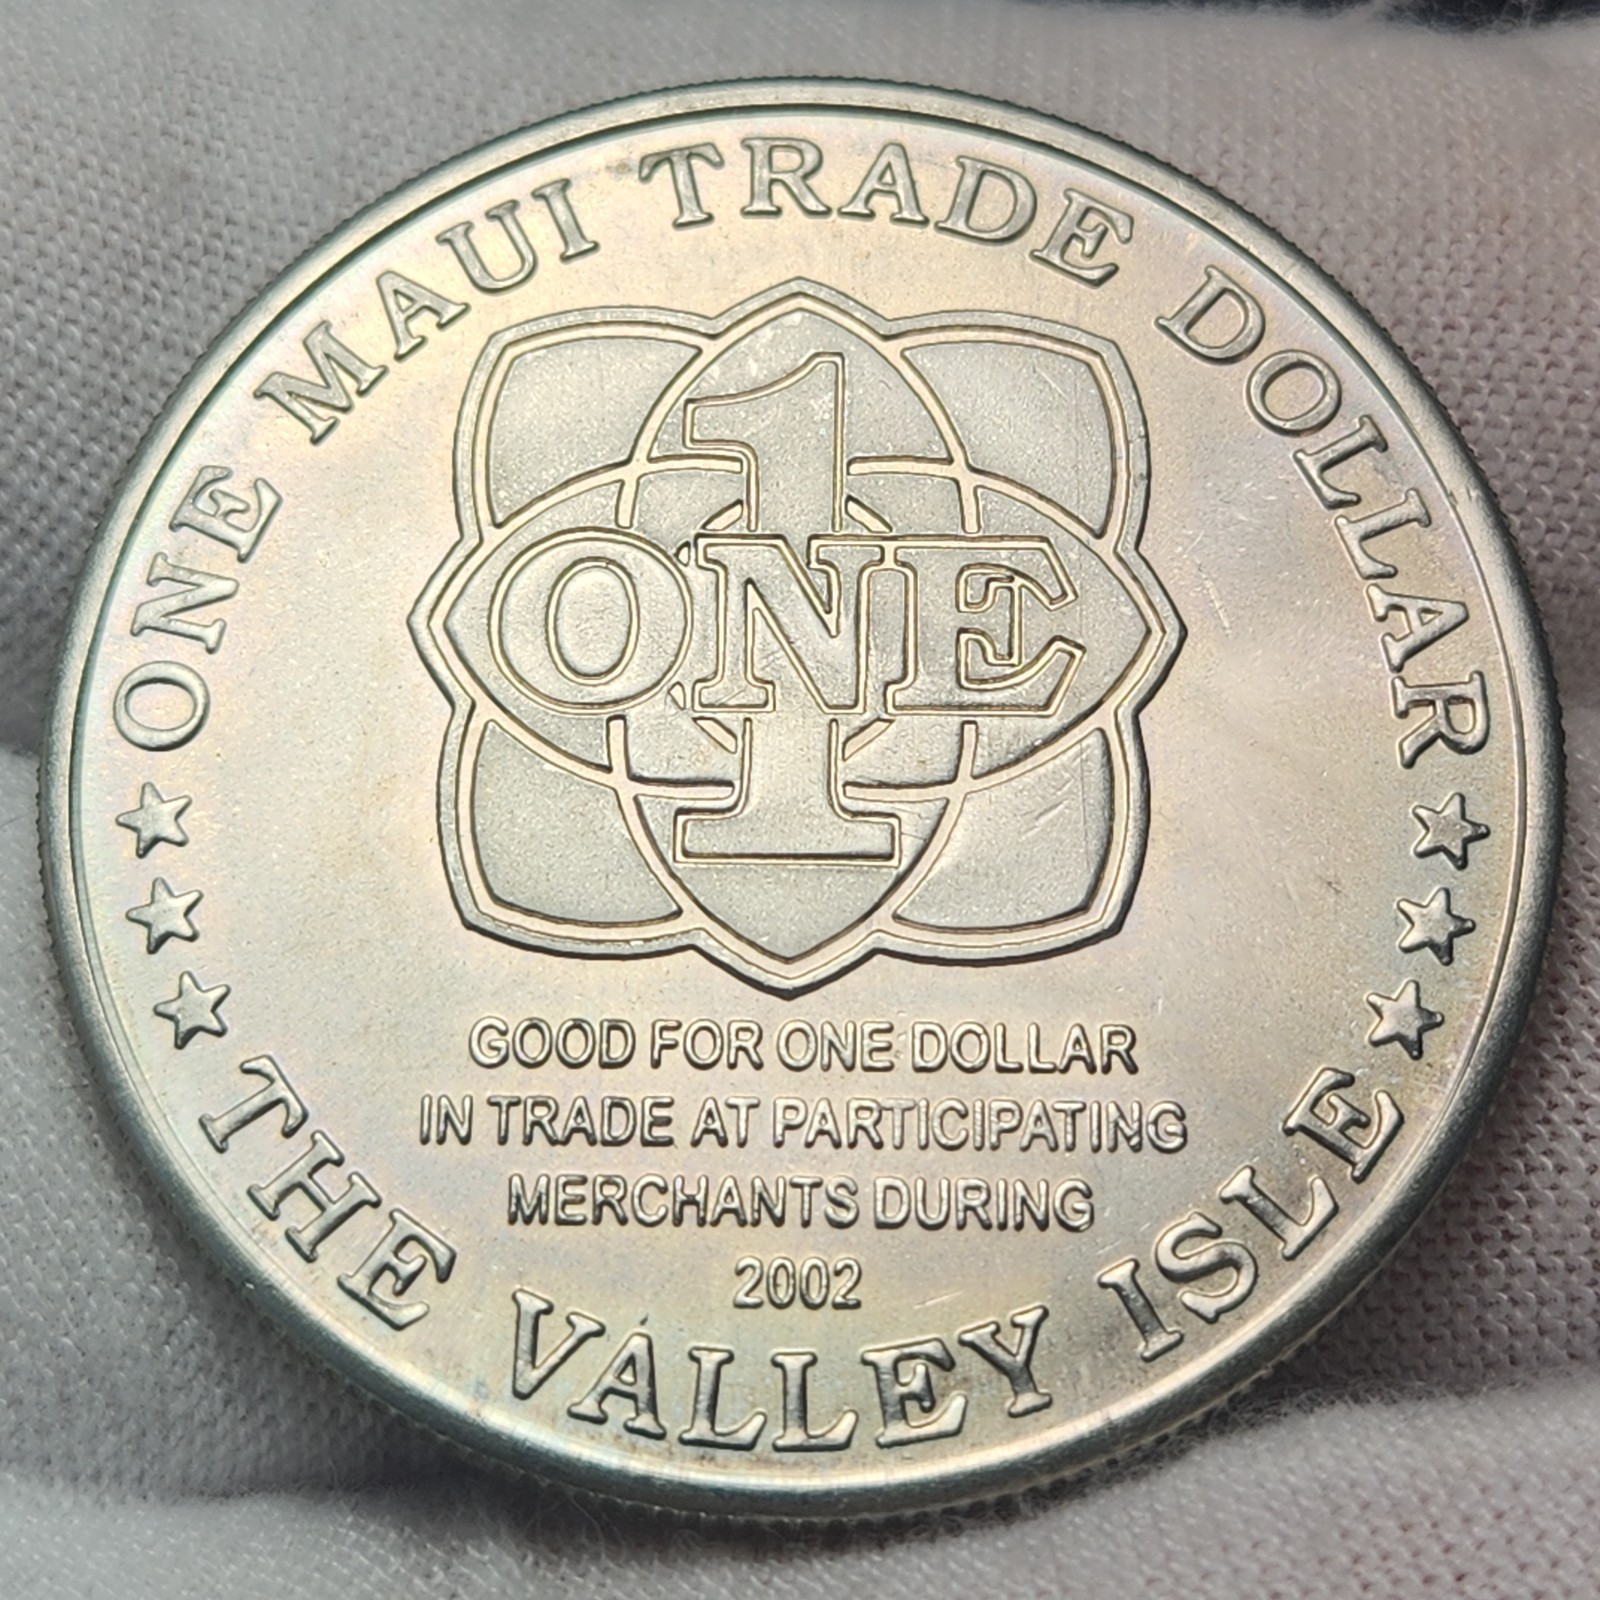 ONE MAUI TRADE DOLLAR
1
ONE
GOOD FOR ONE DOLLAR
IN TRADE AT PARTICIPATING
MERCHANTS DURING
2002
THE VALLEY ISLE